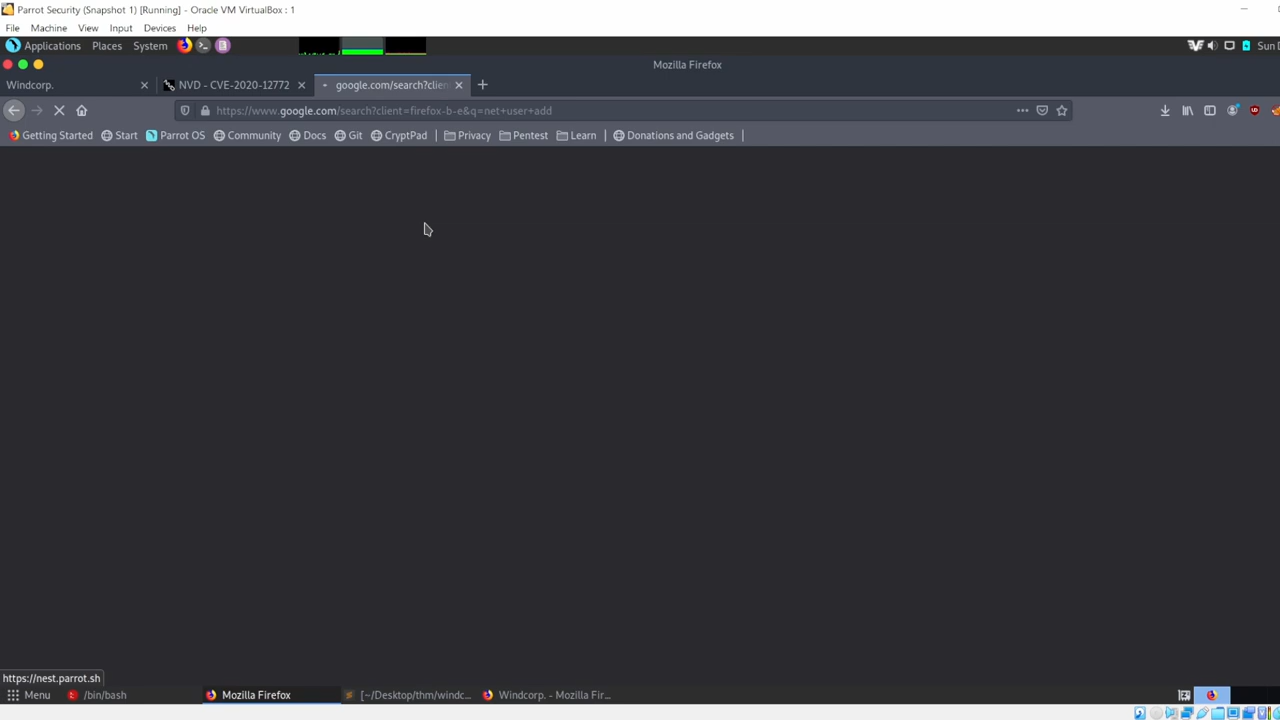 Parrot Security (Snapshot 1) [Running] - Oracle VM VirtualBox : 1
File Machine View Input Devices Help
Applications Places System Sun D
Mozilla Firefox
Windcorp. NVD - CVE-2020-12772 google.com/search?clien
https://www.google.com/search?client=firefox-b-e&q=net+user+add
Getting Started Start Parrot OS Community Docs Git CryptPad Privacy Pentest Learn Donations and Gadgets
https://nest.parrot.sh
Menu /bin/bash Mozilla Firefox [~/Desktop/thm/windc... Windcorp. - Mozilla Fir...